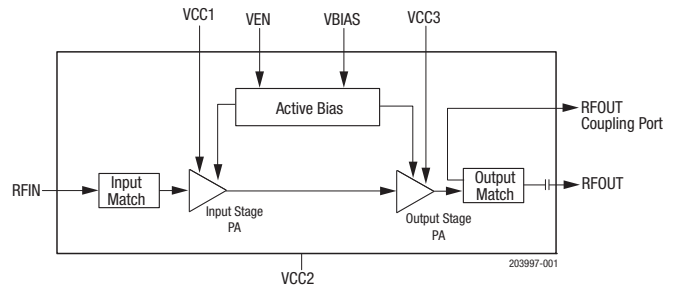 VCC1
VEN
VBIAS
VCC3
Active Bias
RFOUT
Coupling Port
RFIN
Input
Match
Input Stage
PA
Output Stage
PA
Output
Match
RFOUT
203997-001
VCC2